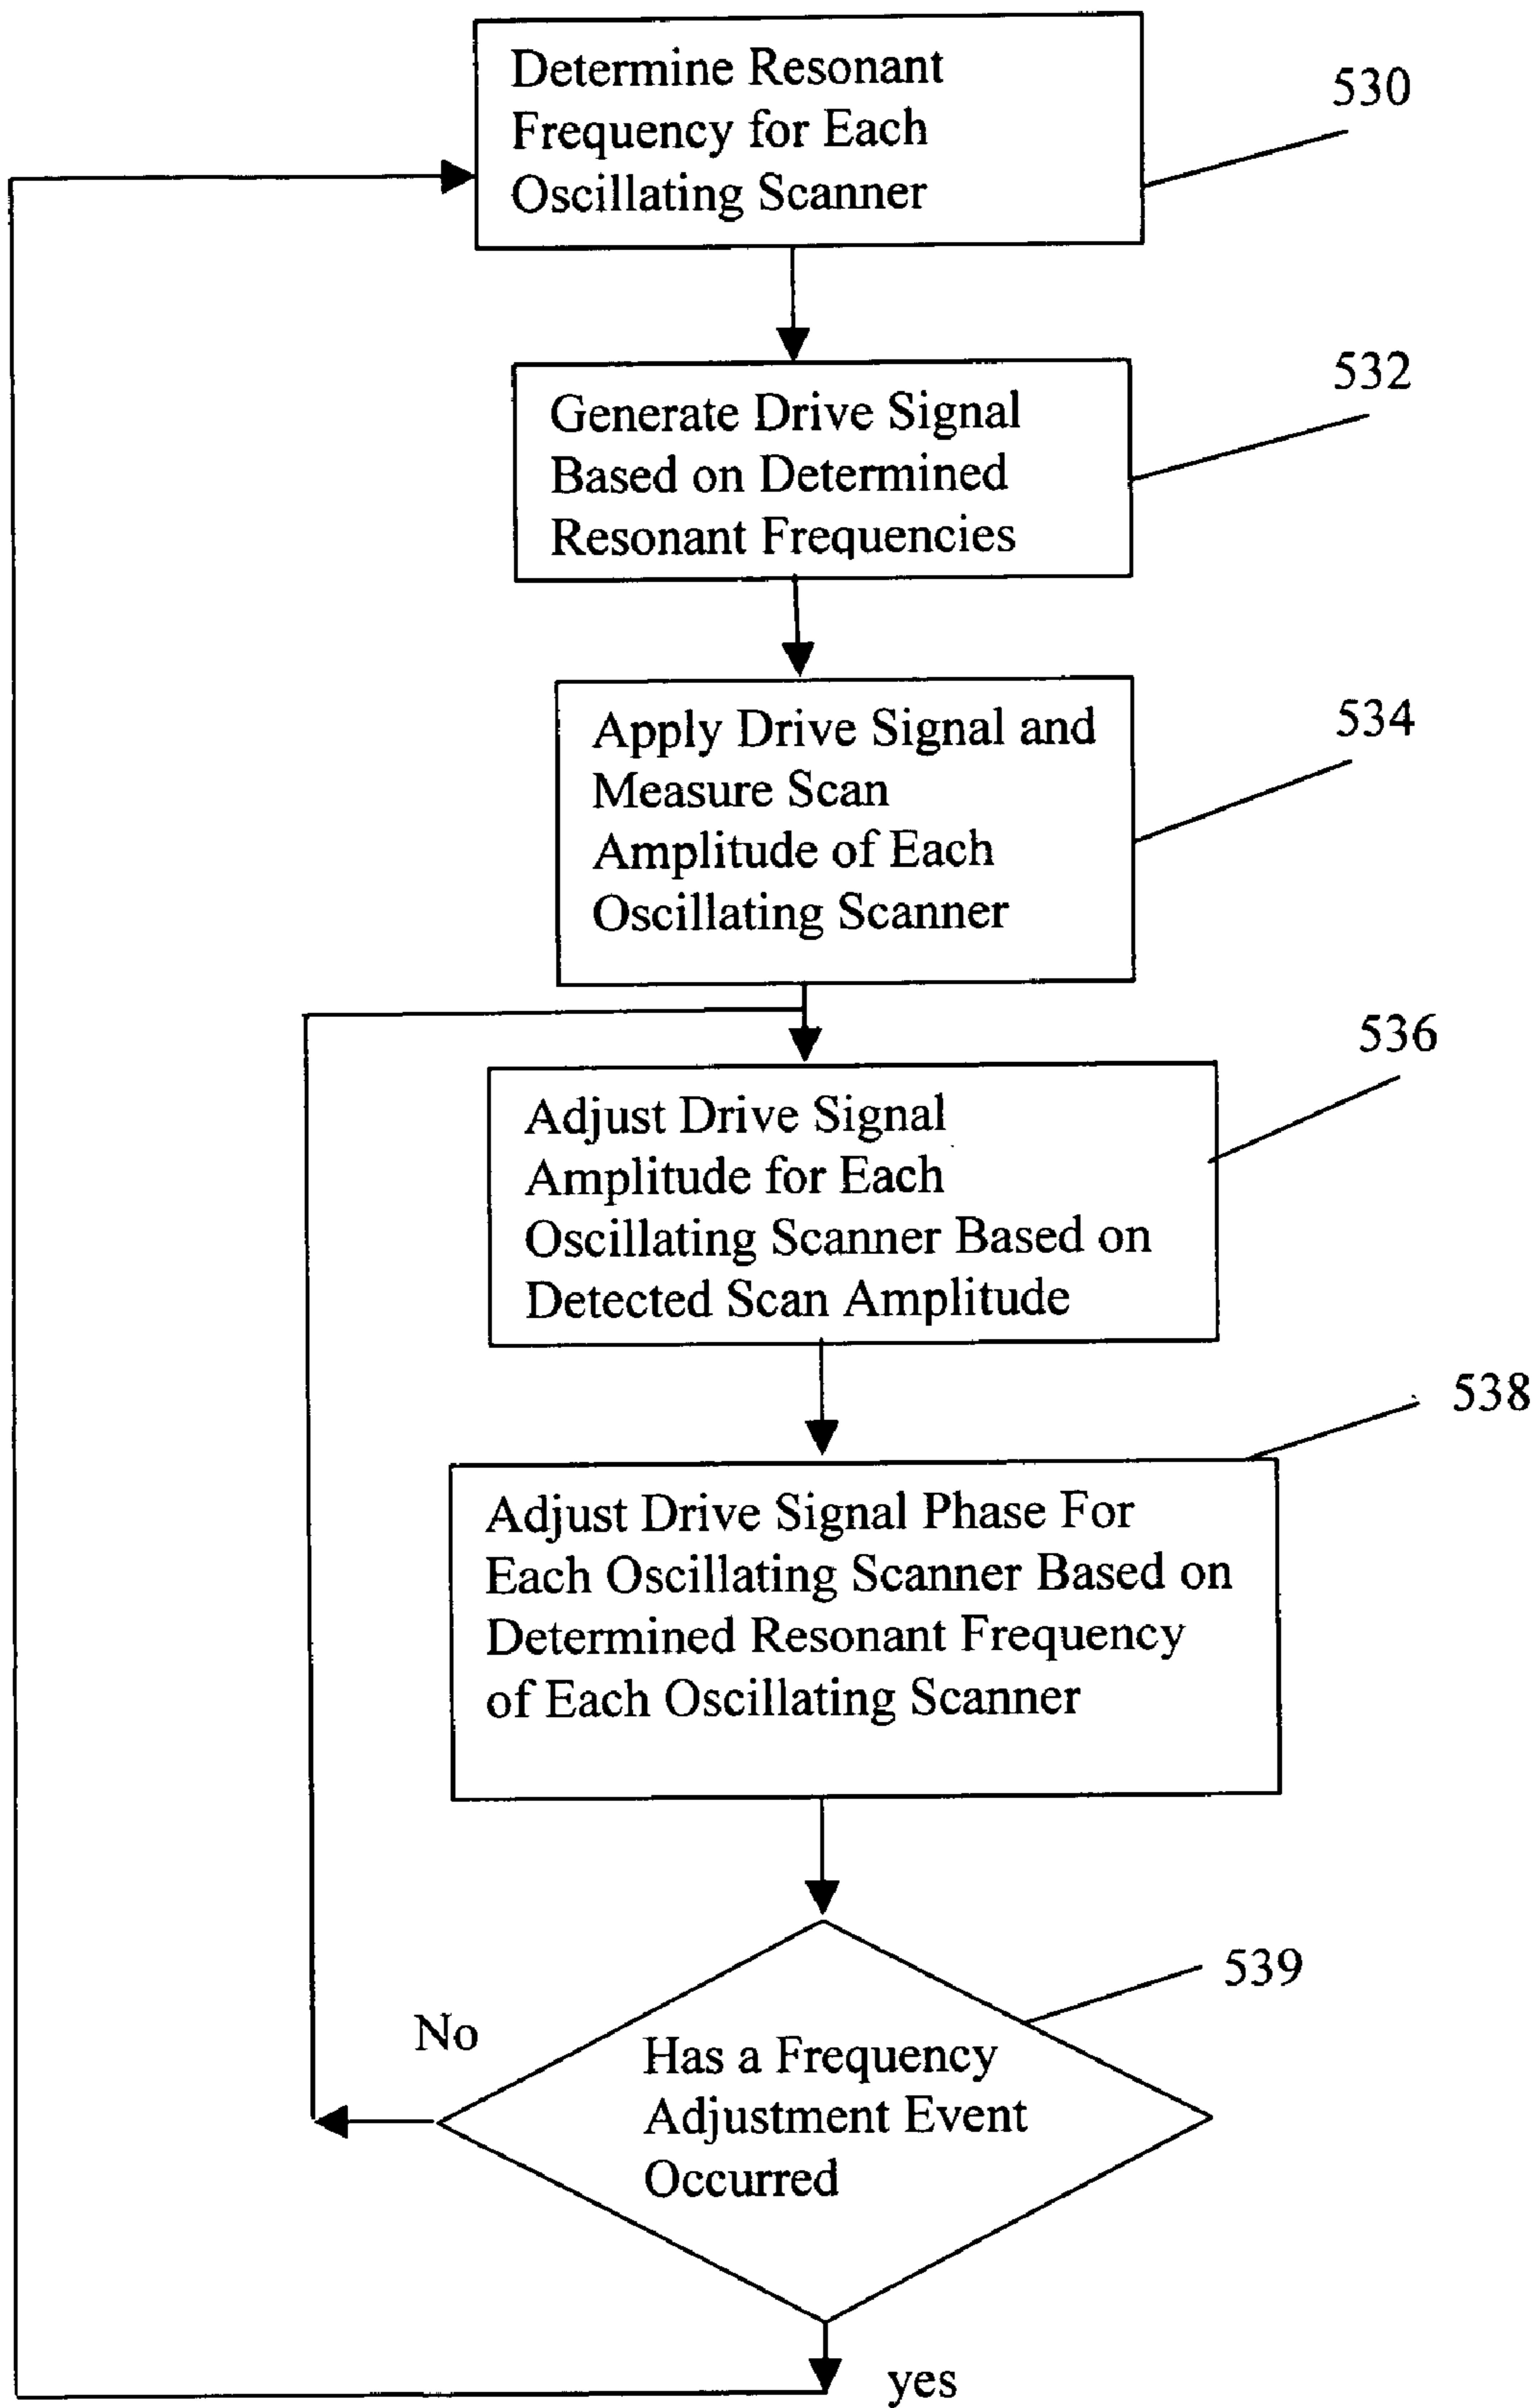 Determine Resonant
Frequency for Each
Oscillating Scanner
530
Generate Drive Signal
Based on Determined
Resonant Frequencies
532
Apply Drive Signal and
Measure Scan
Amplitude of Each
Oscillating Scanner
534
Adjust Drive Signal
Amplitude for Each
Oscillating Scanner Based on
Detected Scan Amplitude
536
Adjust Drive Signal Phase For
Each Oscillating Scanner Based on
Determined Resonant Frequency
of Each Oscillating Scanner
538
Has a Frequency
Adjustment Event
Occurred
539
No
yes